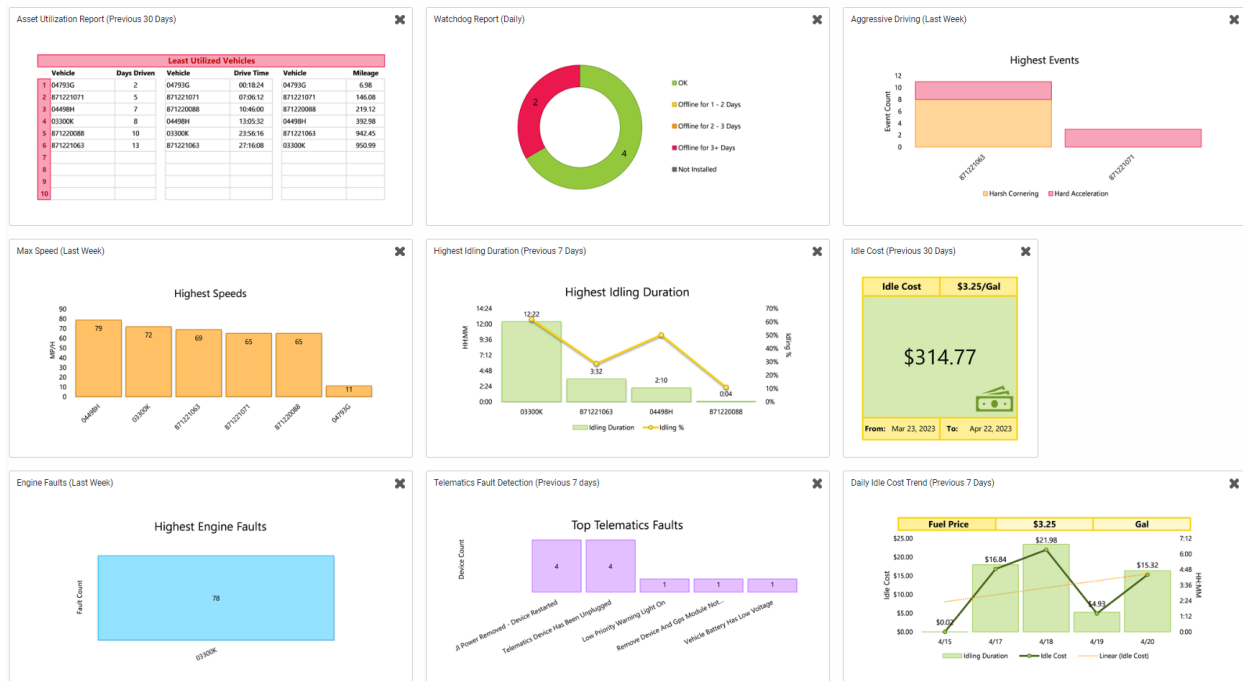 Asset Utilization Report (Previous 30 Days)
Least Utilized Vehicles
Vehicle Days Driven Vehicle Drive Time Vehicle Mileage
1 04793G 2 04793G 00:18:24 04793G 6.98
2 871221071 5 871221071 07:06:12 871221071 146.08
3 04498H 7 871220088 10:46:00 871220088 219.12
4 03300K 8 04498H 13:05:32 04498H 392.98
5 871220088 10 03300K 23:56:16 871221063 942.45
6 871221063 13 871221063 27:16:08 03300K 950.99
7
8
9
10
Watchdog Report (Daily)
2
4
OK
Offline for 1 - 2 Days
Offline for 2 - 3 Days
Offline for 3+ Days
Not Installed
Aggressive Driving (Last Week)
Highest Events
Event Count
12
10
8
6
4
2
0
871221063
871221071
Harsh Cornering Hard Acceleration
Max Speed (Last Week)
Highest Speeds
MP/H
90
80
70
60
50
40
30
20
10
0
79
72
69
65
65
11
04498H
03300K
871221063
871221071
871220088
04793G
Highest Idling Duration (Previous 7 Days)
Highest Idling Duration
HH:MM
14:24
12:00
9:36
7:12
4:48
2:24
0:00
12:22
3:32
2:10
0:04
70%
60%
50%
40%
30%
20%
10%
0%
Idling %
03300K 871221063 04498H 871220088
Idling Duration Idling %
Idle Cost (Previous 30 Days)
Idle Cost $3.25/Gal
$314.77
From: Mar 23, 2023 To: Apr 22, 2023
Engine Faults (Last Week)
Highest Engine Faults
Fault Count
78
03300K
Telematics Fault Detection (Previous 7 days)
Top Telematics Faults
Device Count
4
4
1
1
1
Power Removed - Device Restarted
Telematics Device Has Been Unplugged
Low Priority Warning Light On
Remove Device And Gps Module Not...
Vehicle Battery Has Low Voltage
Daily Idle Cost Trend (Previous 7 Days)
Fuel Price $3.25 Gal
Idle Cost
$25.00
$20.00
$15.00
$10.00
$5.00
$0.00
$0.02
$16.84
$21.98
$4.93
$15.32
7:12
6:00
4:48
3:36
2:24
1:12
0:00
HH:MM
4/15 4/17 4/18 4/19 4/20
Idling Duration Idle Cost Linear (Idle Cost)